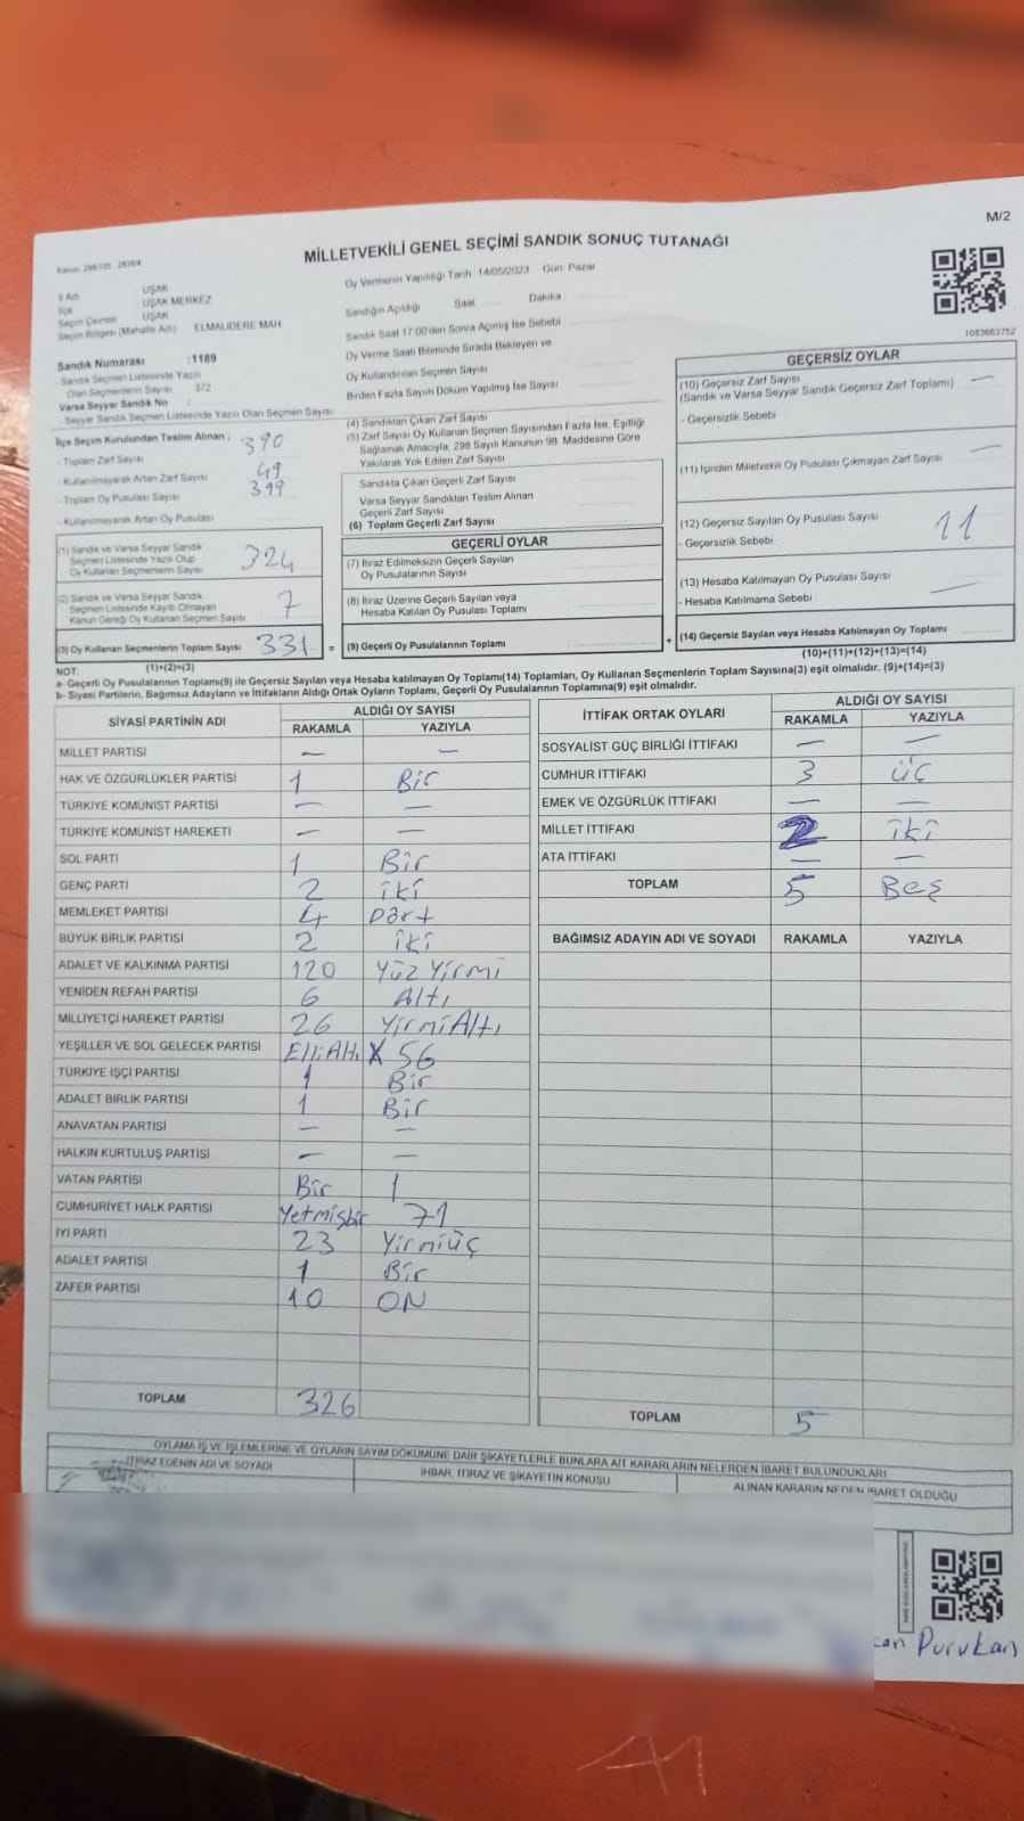 M/2
MİLLETVEKİLİ GENEL SEÇİMİ SANDIK SONUÇ TUTANAĞI
İl Adı UŞAK
İlçe UŞAK MERKEZ
Seçim Çevresi UŞAK
Seçim Bölgesi (Mahalle Adı) ELMALIDERE MAH
Sandık Numarası :1189
Sandık Seçmen Listesinde Yazılı
Olan Seçmenlerin Sayısı 372
Varsa Seyyar Sandık No :
Seyyar Sandık Seçmen Listesinde Yazılı Olan Seçmen Sayısı
Oy Vermenin Yapıldığı Tarih 14/05/2023 Gün: Pazar
Sandığın Açıldığı Saat Dakika
Sandık Saat 17:00'den Sonra Açılmış İse Sebebi
Oy Verme Saati Bitiminde Sırada Bekleyen ve
Oy Kullandırılan Seçmen Sayısı
Birden Fazla Sayım Döküm Yapılmış İse Sayısı
1083663752
İlçe Seçim Kurulundan Teslim Alınan ;
- Toplam Zarf Sayısı 390
- Kullanılmayarak Artan Zarf Sayısı 49
- Toplam Oy Pusulası Sayısı 399
- Kullanılmayarak Artan Oy Pusulası
(1) Sandık ve Varsa Seyyar Sandık
Seçmen Listesinde Yazılı Olup
Oy Kullanan Seçmenlerin Sayısı 324
(2) Sandık ve Varsa Seyyar Sandık
Seçmen Listesinde Kayıtlı Olmayan
Kanun Gereği Oy Kullanan Seçmen Sayısı 7
(3) Oy Kullanan Seçmenlerin Toplam Sayısı 331 =
(1)+(2)=(3)
(4) Sandıktan Çıkan Zarf Sayısı
(5) Zarf Sayısı Oy Kullanan Seçmen Sayısından Fazla İse, Eşitliği
Sağlamak Amacıyla, 298 Sayılı Kanunun 98. Maddesine Göre
Yakılarak Yok Edilen Zarf Sayısı
Sandıkta Çıkan Geçerli Zarf Sayısı
Varsa Seyyar Sandıktan Teslim Alınan
Geçerli Zarf Sayısı
(6) Toplam Geçerli Zarf Sayısı
GEÇERLİ OYLAR
(7) İtiraz Edilmeksizin Geçerli Sayılan
Oy Pusulalarının Sayısı
(8) İtiraz Üzerine Geçerli Sayılan veya
Hesaba Katılan Oy Pusulası Toplamı
(9) Geçerli Oy Pusulalarının Toplamı +
GEÇERSİZ OYLAR
(10) Geçersiz Zarf Sayısı —
(Sandık ve Varsa Seyyar Sandık Geçersiz Zarf Toplamı)
- Geçersizlik Sebebi
(11) İçinden Milletvekili Oy Pusulası Çıkmayan Zarf Sayısı —
(12) Geçersiz Sayılan Oy Pusulası Sayısı 11
- Geçersizlik Sebebi
(13) Hesaba Katılmayan Oy Pusulası Sayısı —
- Hesaba Katılmama Sebebi
(14) Geçersiz Sayılan veya Hesaba Katılmayan Oy Toplamı
(10)+(11)+(12)+(13)=(14)
NOT:
a- Geçerli Oy Pusulalarının Toplamı(9) ile Geçersiz Sayılan veya Hesaba katılmayan Oy Toplamı(14) Toplamları, Oy Kullanan Seçmenlerin Toplam Sayısına(3) eşit olmalıdır. (9)+(14)=(3)
b- Siyasi Partilerin, Bağımsız Adayların ve İttifakların Aldığı Ortak Oyların Toplamı, Geçerli Oy Pusulalarının Toplamına(9) eşit olmalıdır.
SİYASİ PARTİNİN ADI ALDIĞI OY SAYISI
RAKAMLA YAZIYLA
MİLLET PARTİSİ — —
HAK VE ÖZGÜRLÜKLER PARTİSİ 1 Bir
TÜRKİYE KOMÜNİST PARTİSİ — —
TÜRKİYE KOMÜNİST HAREKETİ — —
SOL PARTİ 1 Bir
GENÇ PARTİ 2 iki
MEMLEKET PARTİSİ 4 Dört
BÜYÜK BİRLİK PARTİSİ 2 iki
ADALET VE KALKINMA PARTİSİ 120 Yüz Yirmi
YENİDEN REFAH PARTİSİ 6 Altı
MİLLİYETÇİ HAREKET PARTİSİ 26 Yirmi Altı
YEŞİLLER VE SOL GELECEK PARTİSİ Elli Altı X 56
TÜRKİYE İŞÇİ PARTİSİ 1 Bir
ADALET BİRLİK PARTİSİ 1 Bir
ANAVATAN PARTİSİ — —
HALKIN KURTULUŞ PARTİSİ — —
VATAN PARTİSİ Bir 1
CUMHURİYET HALK PARTİSİ Yetmişbir 71
İYİ PARTİ 23 Yirmiüç
ADALET PARTİSİ 1 Bir
ZAFER PARTİSİ 10 ON
TOPLAM 326
İTTİFAK ORTAK OYLARI ALDIĞI OY SAYISI
RAKAMLA YAZIYLA
SOSYALİST GÜÇ BİRLİĞİ İTTİFAKI — —
CUMHUR İTTİFAKI 3 üç
EMEK VE ÖZGÜRLÜK İTTİFAKI — —
MİLLET İTTİFAKI 2 iki
ATA İTTİFAKI — —
TOPLAM 5 Beş
BAĞIMSIZ ADAYIN ADI VE SOYADI RAKAMLA YAZIYLA
TOPLAM 5
OYLAMA İŞ VE İŞLEMLERİNE VE OYLARIN SAYIM DÖKÜMÜNE DAİR ŞİKAYETLERLE BUNLARA AİT KARARLARIN NELERDEN İBARET BULUNDUKLARI
İTİRAZ EDENİN ADI VE SOYADI
İHBAR, İTİRAZ VE ŞİKAYETİN KONUSU
ALINAN KARARIN NEDEN İBARET OLDUĞU
Purukan